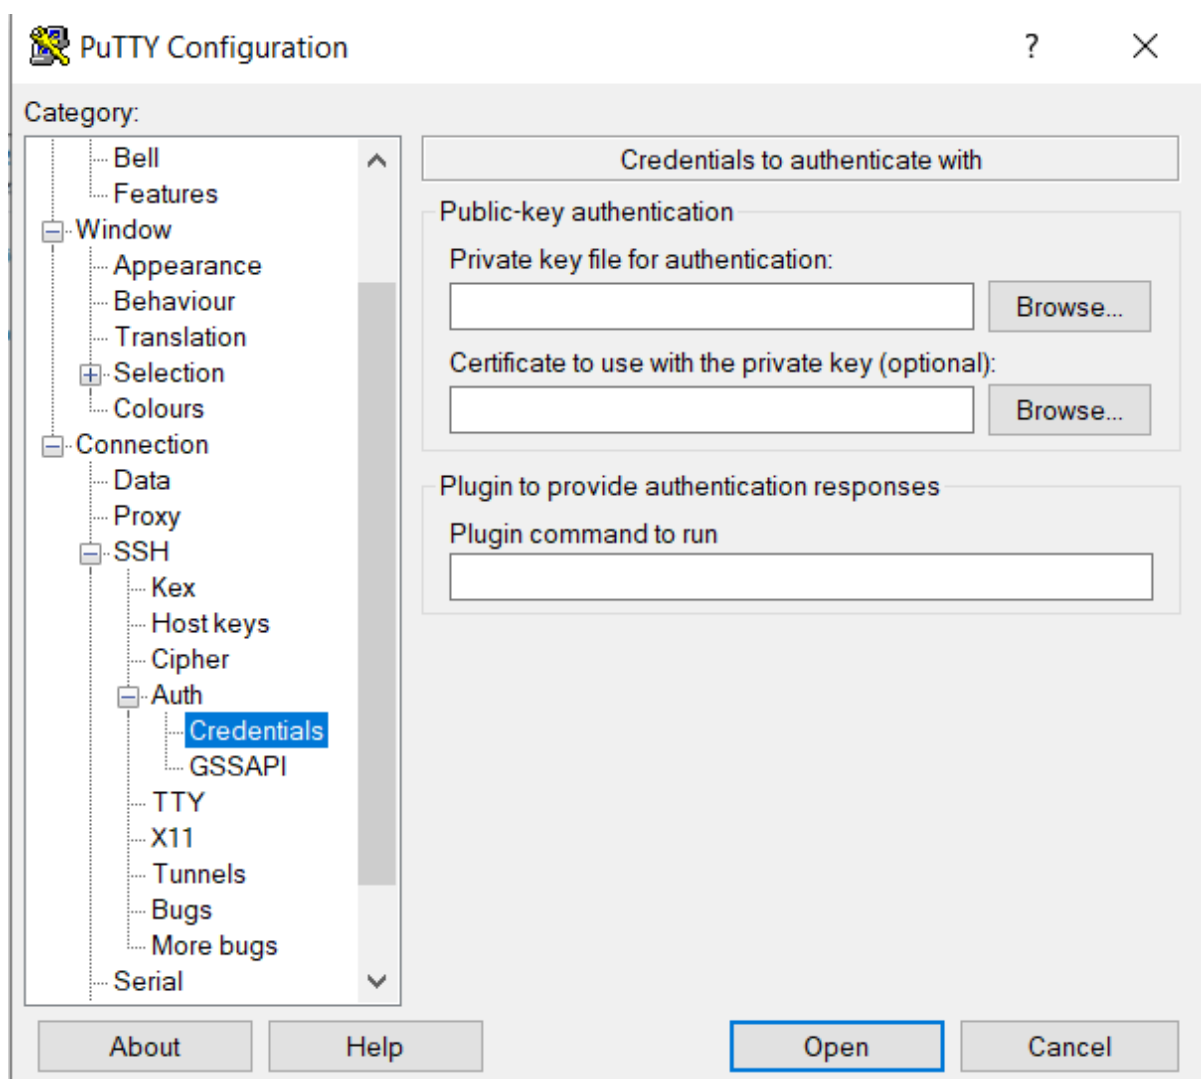 PuTTY Configuration
?
Category:
Bell
Features
Window
Appearance
Behaviour
Translation
Selection
Colours
Connection
Data
Proxy
SSH
Kex
Host keys
Cipher
Auth
Credentials
GSSAPI
TTY
X11
Tunnels
Bugs
More bugs
Serial
Credentials to authenticate with
Public-key authentication
Private key file for authentication:
Browse...
Certificate to use with the private key (optional):
Browse...
Plugin to provide authentication responses
Plugin command to run
About
Help
Open
Cancel